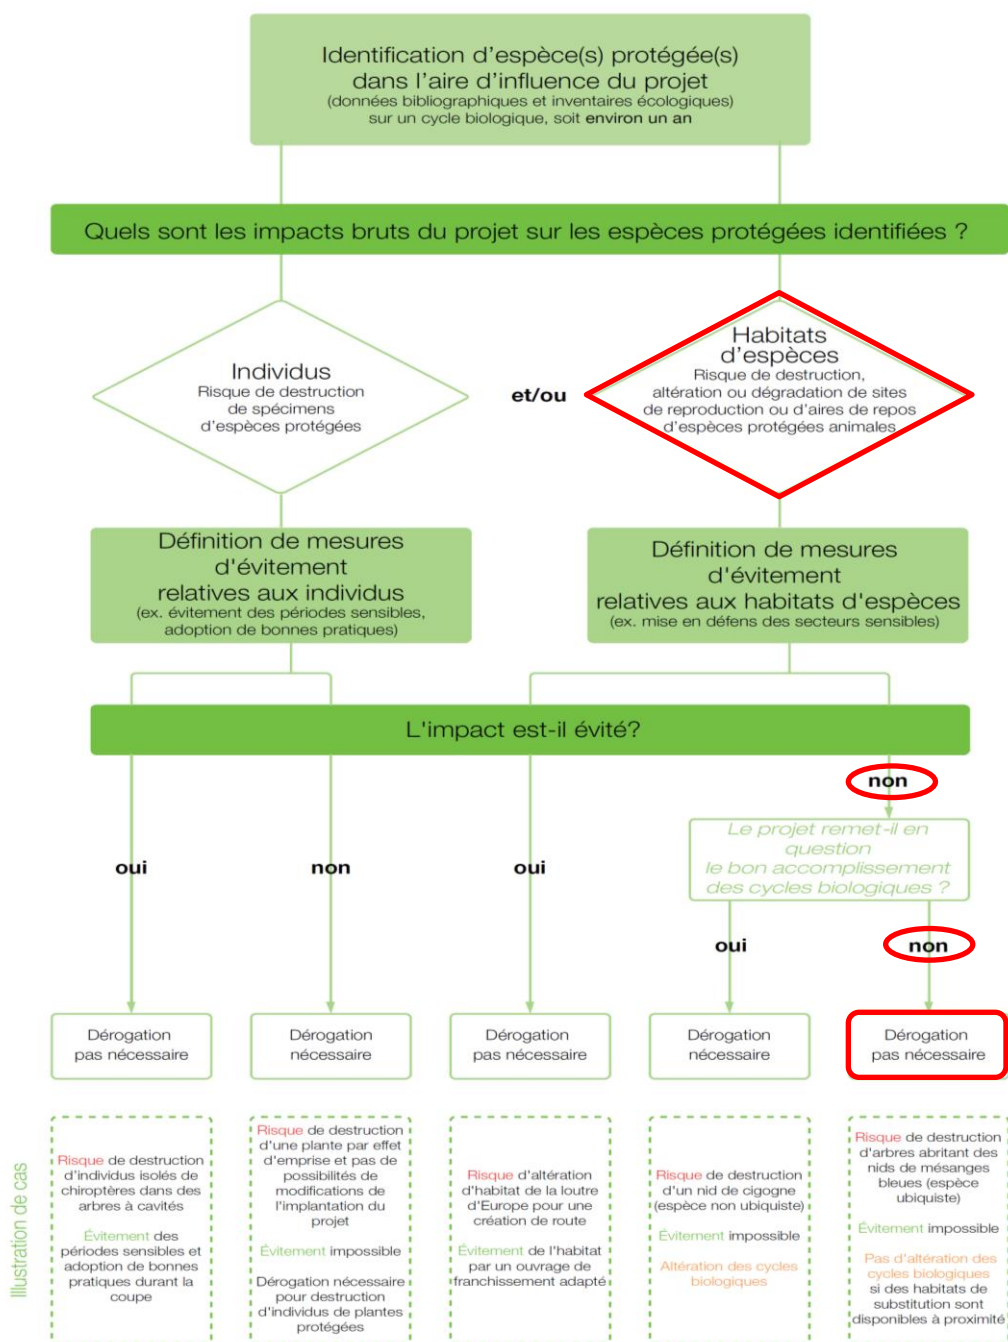 Identification d'espèce(s) protégée(s)
dans l'aire d'influence du projet
(données bibliographiques et inventaires écologiques)
sur un cycle biologique, soit environ un an
Quels sont les impacts bruts du projet sur les espèces protégées identifiées ?
Individus
Risque de destruction
de spécimens
d'espèces protégées
et/ou
Habitats
d'espèces
Risque de destruction,
altération ou dégradation de sites
de reproduction ou d'aires de repos
d'espèces protégées animales
Définition de mesures
d'évitement
relatives aux individus
(ex. évitement des périodes sensibles,
adoption de bonnes pratiques)
Définition de mesures
d'évitement
relatives aux habitats d'espèces
(ex. mise en défens des secteurs sensibles)
L'impact est-il évité?
non
Le projet remet-il en
question
le bon accomplissement
des cycles biologiques ?
oui
non
oui
oui
non
Dérogation
pas nécessaire
Dérogation
nécessaire
Dérogation
pas nécessaire
Dérogation
nécessaire
Dérogation
pas nécessaire
Illustration de cas
Risque de destruction
d'individus isolés de
chiroptères dans des
arbres à cavités
Évitement des
périodes sensibles et
adoption de bonnes
pratiques durant la
coupe
Risque de destruction
d'une plante par effet
d'emprise et pas de
possibilités de
modifications de
l'implantation du
projet
Évitement impossible
Dérogation nécessaire
pour destruction
d'individus de plantes
protégées
Risque d'altération
d'habitat de la loutre
d'Europe pour une
création de route
Évitement de l'habitat
par un ouvrage de
franchissement adapté
Risque de destruction
d'un nid de cigogne
(espèce non ubiquiste)
Évitement impossible
Altération des cycles
biologiques
Risque de destruction
d'arbres abritant des
nids de mésanges
bleues (espèce
ubiquiste)
Évitement impossible
Pas d'altération des
cycles biologiques
si des habitats de
substitution sont
disponibles à proximité